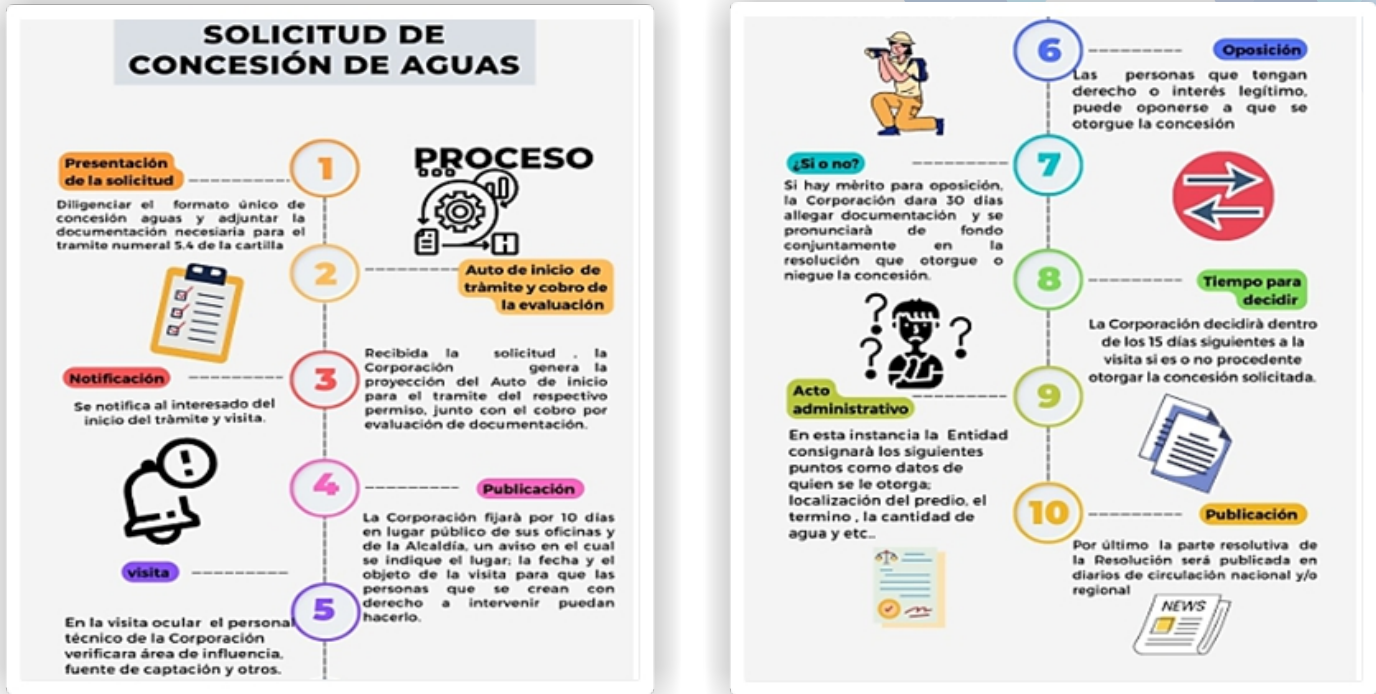 SOLICITUD DE
CONCESIÓN DE AGUAS
1
Presentación
de la solicitud
Diligenciar el formato único de
concesión aguas y adjuntar la
documentación necesiaria para el
tramite numeral 5.4 de la cartilla
PROCESO
2
Auto de inicio de
tràmite y cobro de
la evaluación
Recibida la solicitud , la
Corporación genera la
proyección del Auto de inicio
para el tramite del respectivo
permiso, junto con el cobro por
evaluación de documentación.
3
Notificación
Se notifica al interesado del
inicio del tràmite y visita.
4
Publicación
La Corporación fijarà por 10 días
en lugar público de sus oficinas y
de la Alcaldía, un aviso en el cual
se indique el lugar; la fecha y el
objeto de la visita para que las
personas que se crean con
derecho a intervenir puedan
hacerlo.
visita
5
En la visita ocular el personal
técnico de la Corporación
verificara área de influencia,
fuente de captación y otros.
6
Oposición
Las personas que tengan
derecho o interés legítimo,
puede oponerse a que se
otorgue la concesión
¿Si o no?
7
Si hay mèrito para oposición,
la Corporación dara 30 días
allegar documentación y se
pronunciarà de fondo
conjuntamente en la
resolución que otorgue o
niegue la concesión.
8
Tiempo para
decidir
La Corporación decidirà dentro
de los 15 días siguientes a la
visita si es o no procedente
otorgar la concesión solicitada.
Acto
administrativo
9
En esta instancia la Entidad
consignarà los siguientes
puntos como datos de
quien se le otorga;
localización del predio, el
termino , la cantidad de
agua y etc..
10
Publicación
Por último la parte resolutiva de
la Resolución será publicada en
diarios de circulación nacional y/o
regional
NEWS